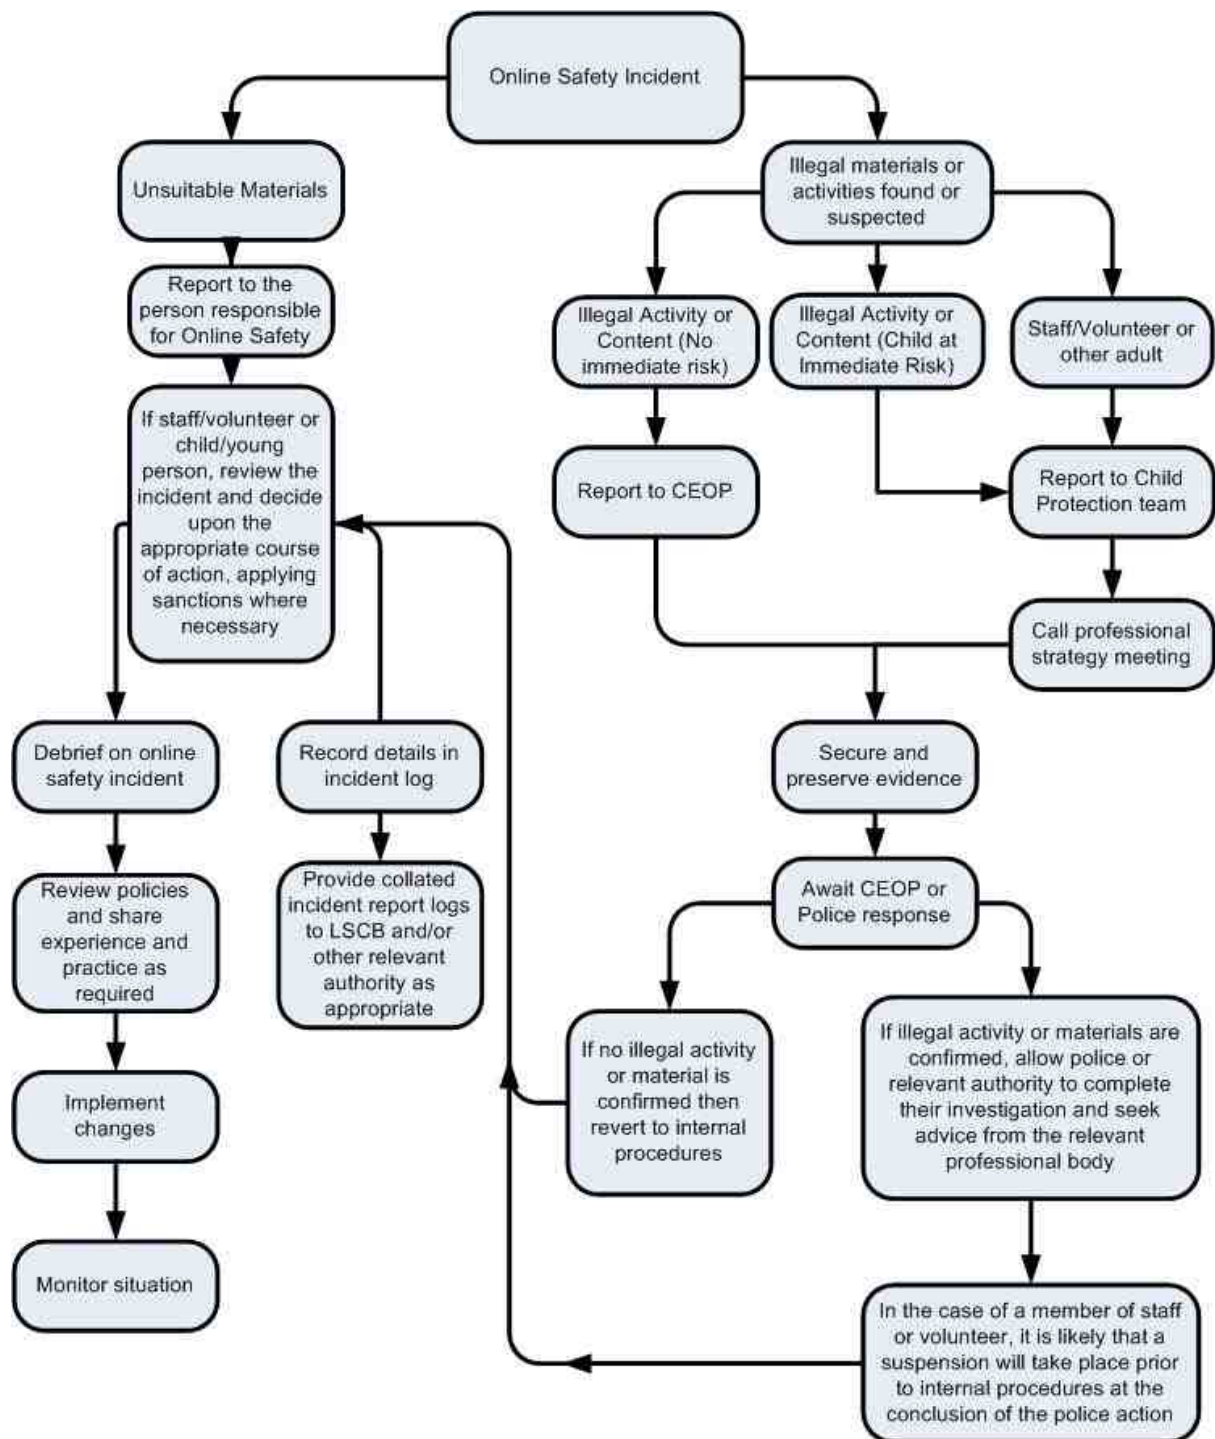 Online Safety Incident
Unsuitable Materials
Report to the
person responsible
for Online Safety
If staff/volunteer or
child/young
person, review the
incident and decide
upon the
appropriate course
of action, applying
sanctions where
necessary
Debrief on online
safety incident
Review policies
and share
experience and
practice as
required
Implement
changes
Monitor situation
Record details in
incident log
Provide collated
incident report logs
to LSCB and/or
other relevant
authority as
appropriate
Illegal materials or
activities found or
suspected
Illegal Activity or
Content (No
immediate risk)
Illegal Activity or
Content (Child at
Immediate Risk)
Staff/Volunteer or
other adult
Report to CEOP
Report to Child
Protection team
Call professional
strategy meeting
Secure and
preserve evidence
Await CEOP or
Police response
If no illegal activity
or material is
confirmed then
revert to internal
procedures
If illegal activity or materials are
confirmed, allow police or
relevant authority to complete
their investigation and seek
advice from the relevant
professional body
In the case of a member of staff
or volunteer, it is likely that a
suspension will take place prior
to internal procedures at the
conclusion of the police action